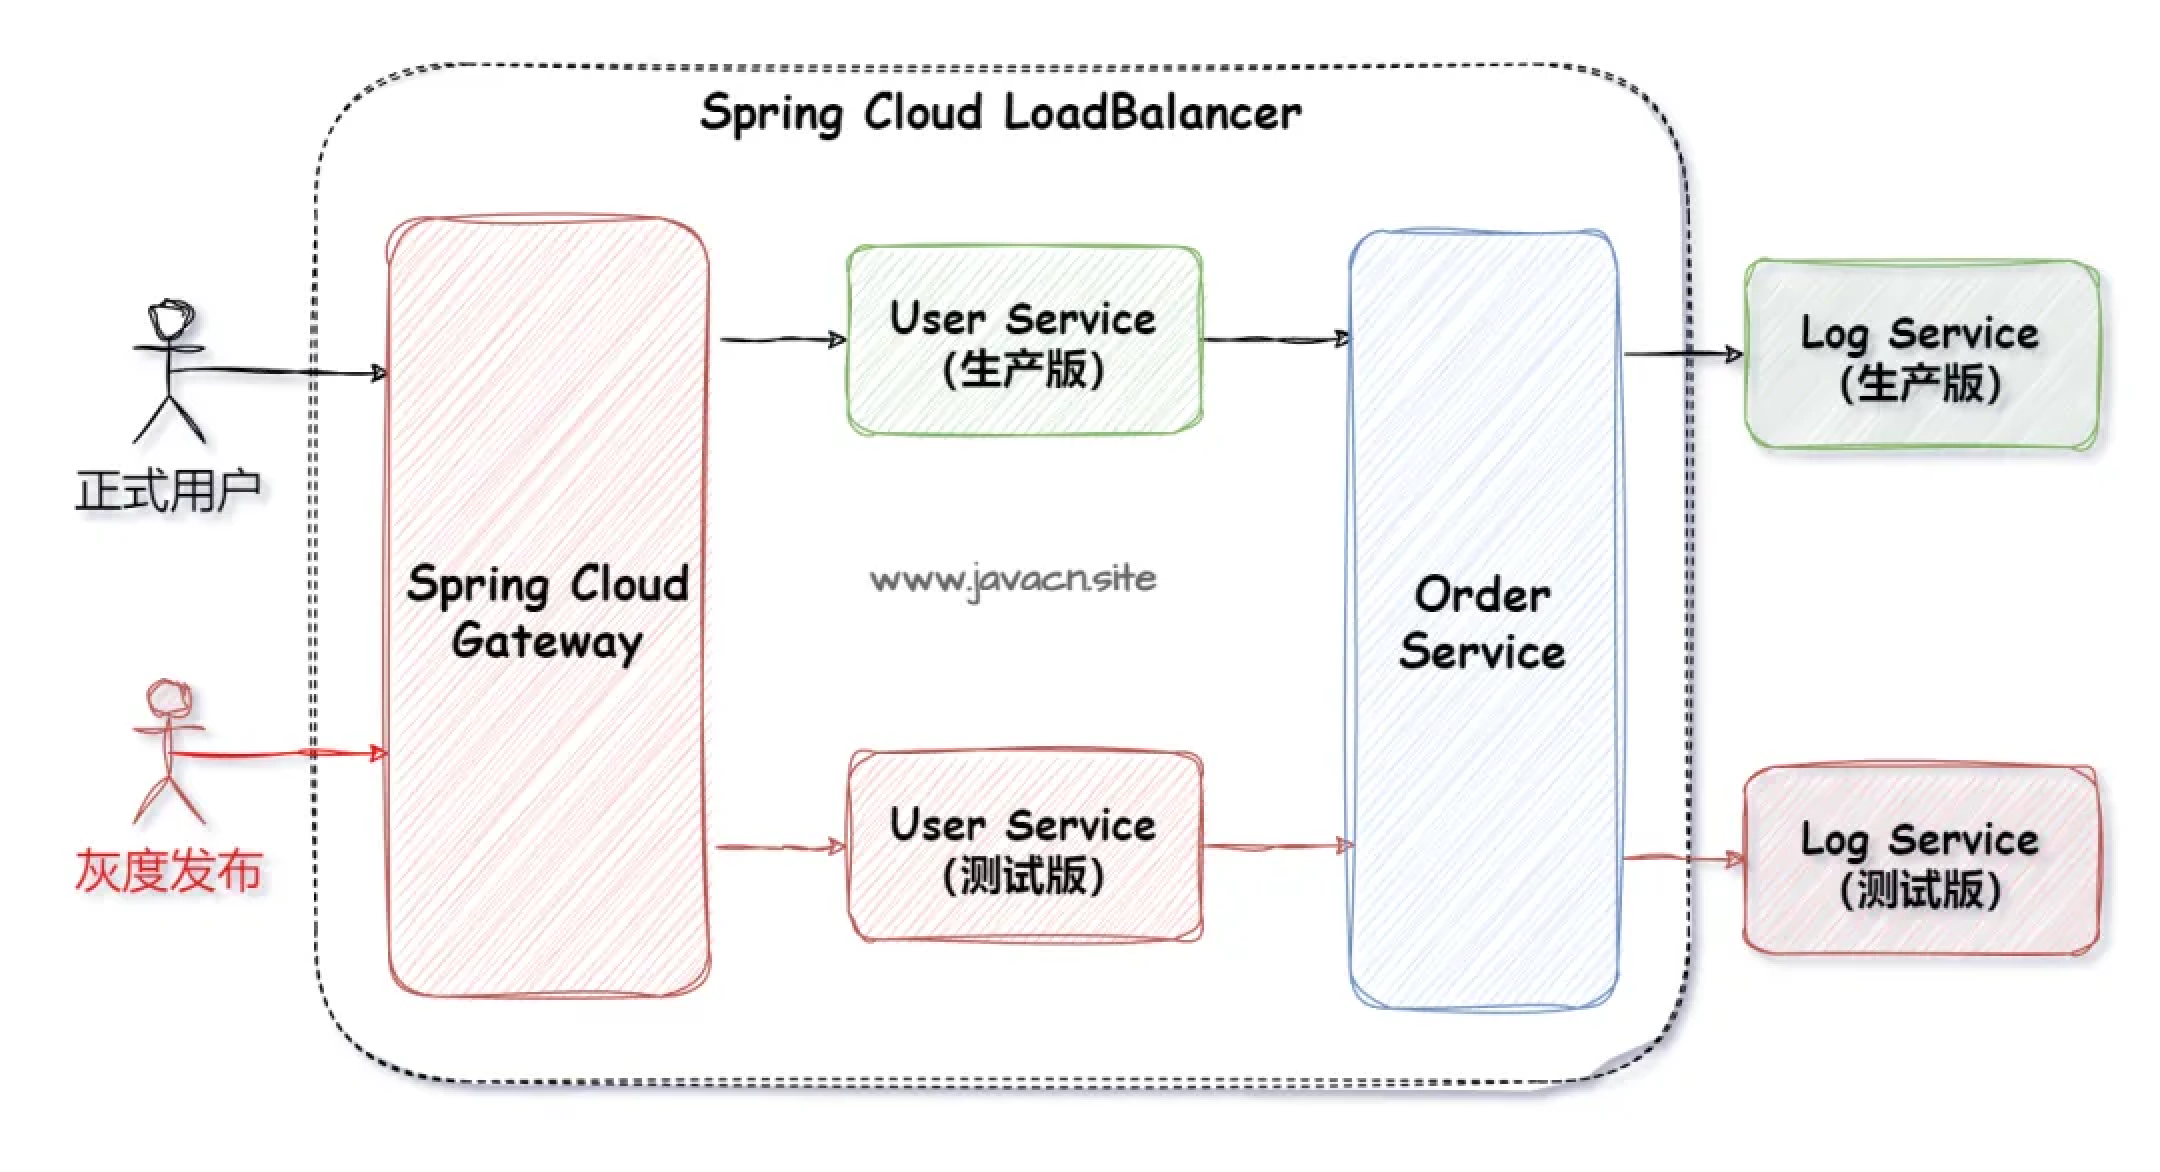 Spring Cloud LoadBalancer
正式用户
灰度发布
Spring Cloud
Gateway
User Service
(生产版)
www.javacn.site
User Service
(测试版)
Order
Service
Log Service
(生产版)
Log Service
(测试版)